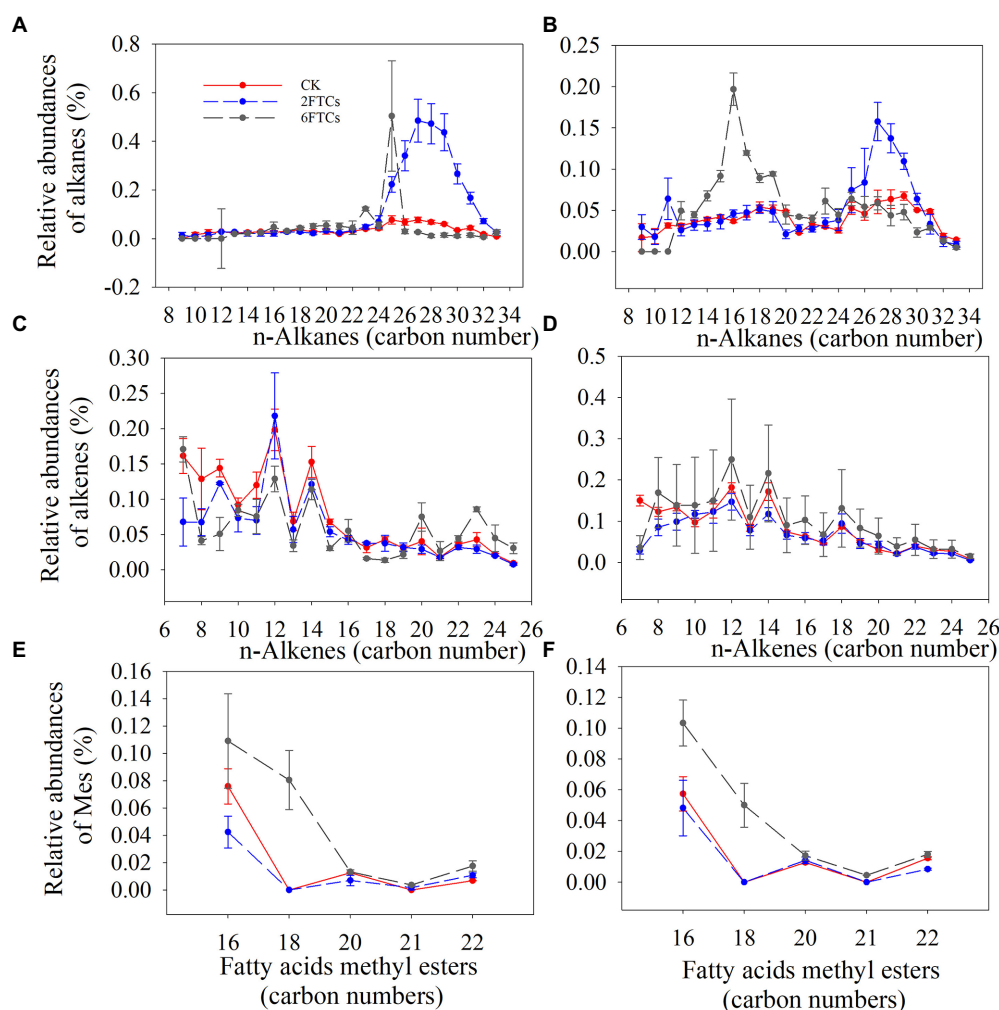 A
B
Relative abundances
of alkanes (%)
0.8
0.6
0.4
0.2
0.0
-0.2
CK
2FTCs
6FTCs
8 10 12 14 16 18 20 22 24 26 28 30 32 34
n-Alkanes (carbon number)
0.25
0.20
0.15
0.10
0.05
0.00
8 10 12 14 16 18 20 22 24 26 28 30 32 34
n-Alkanes (carbon number)
C
D
Relative abundances
of alkenes (%)
0.30
0.25
0.20
0.15
0.10
0.05
0.00
6 8 10 12 14 16 18 20 22 24 26
n-Alkenes (carbon number)
0.5
0.4
0.3
0.2
0.1
0.0
6 8 10 12 14 16 18 20 22 24 26
n-Alkenes (carbon number)
E
F
Relative abundances
of Mes (%)
0.16
0.14
0.12
0.10
0.08
0.06
0.04
0.02
0.00
16 18 20 21 22
Fatty acids methyl esters
(carbon numbers)
0.14
0.12
0.10
0.08
0.06
0.04
0.02
0.00
16 18 20 21 22
Fatty acids methyl esters
(carbon numbers)